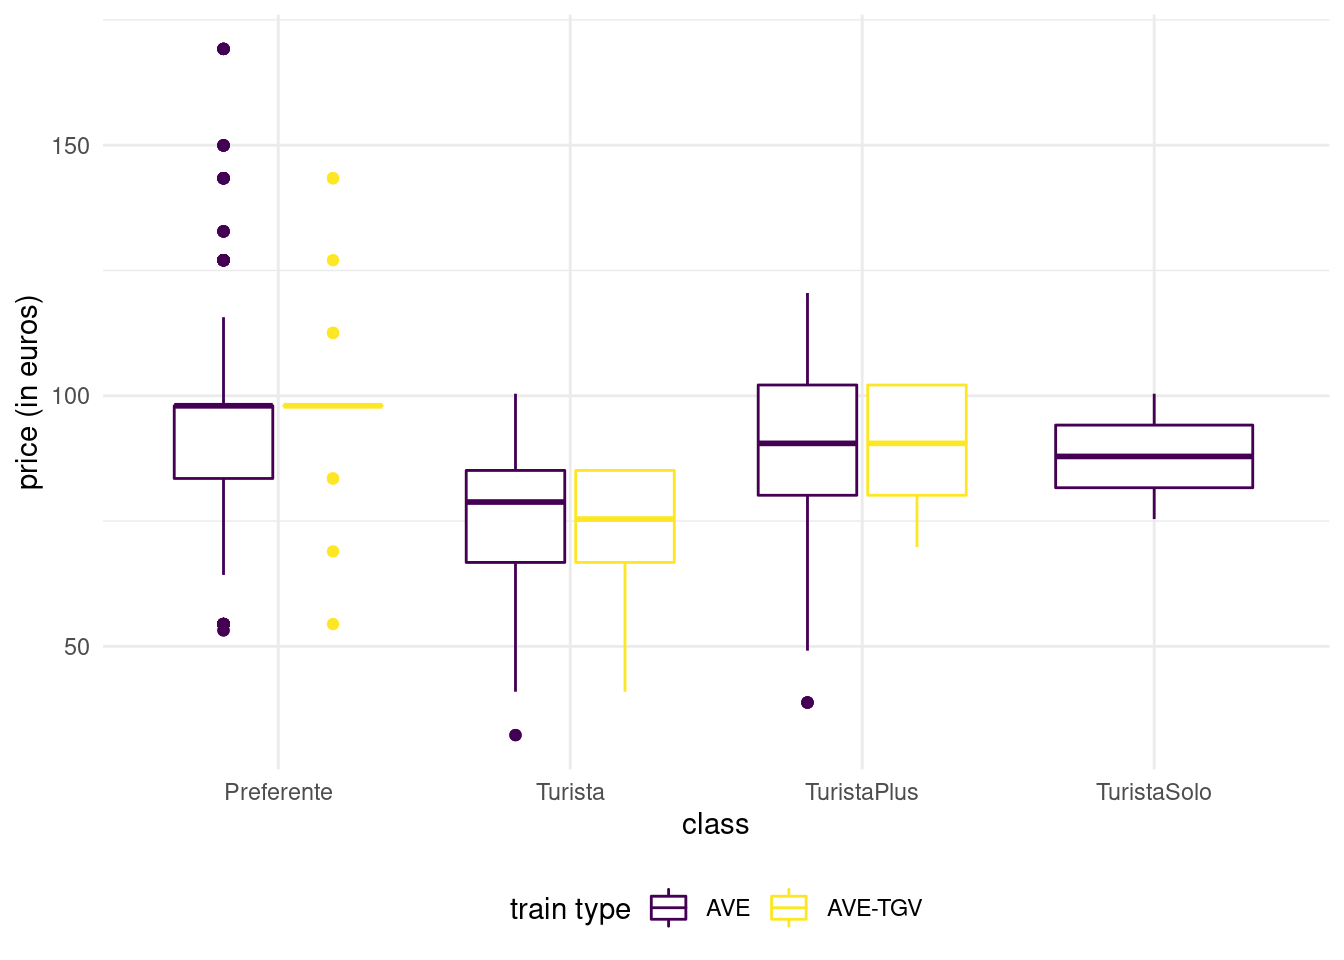 price (in euros)
150
100
50
Preferente Turista TuristaPlus TuristaSolo
class
train type AVE AVE-TGV